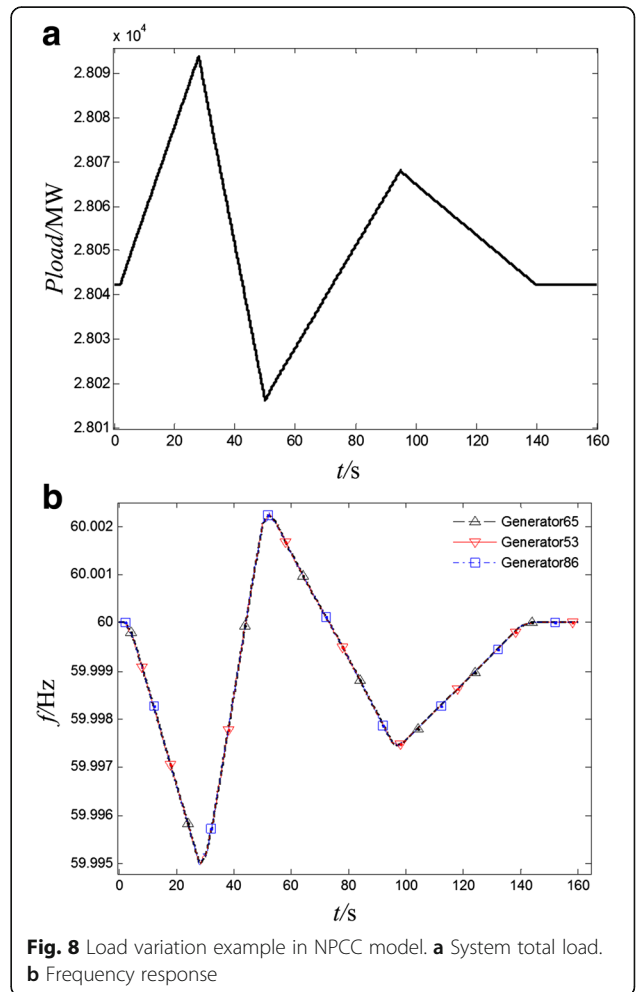 a
x 10⁴
2.809
2.808
2.807
2.806
2.805
2.804
2.803
2.802
2.801
Pload/MW
0 20 40 60 80 100 120 140 160
t/s
b
60.002
60.001
60
59.999
59.998
59.997
59.996
59.995
f/Hz
Generator65
Generator53
Generator86
0 20 40 60 80 100 120 140 160
t/s
Fig. 8 Load variation example in NPCC model. a System total load.
b Frequency response